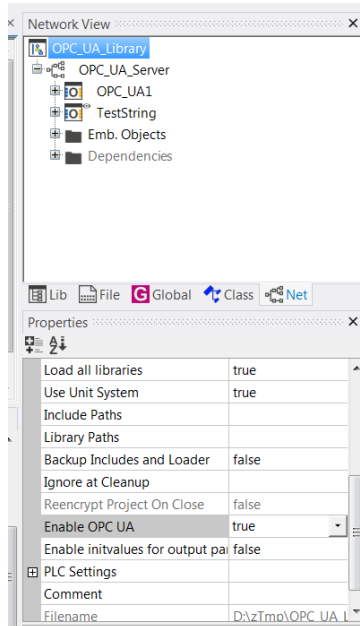 Network View
OPC_UA_Library
OPC_UA_Server
OPC_UA1
TestString
Emb. Objects
Dependencies
Lib File G Global Class Net
Properties
Load all libraries true
Use Unit System true
Include Paths
Library Paths
Backup Includes and Loader false
Ignore at Cleanup
Reencrypt Project On Close false
Enable OPC UA true
Enable initvalues for output par false
PLC Settings
Comment
Filename D:\zTmp\OPC_UA_L